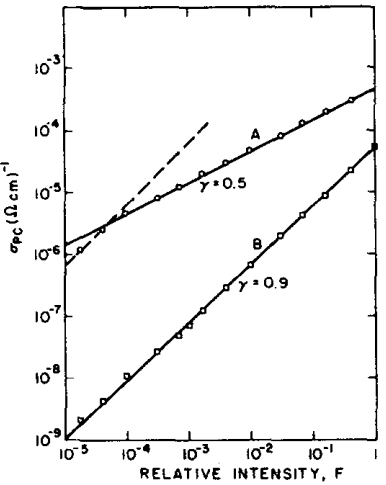 10⁻³
10⁻⁴
10⁻⁵
10⁻⁶
10⁻⁷
10⁻⁸
10⁻⁹
σPC (Ω cm)⁻¹
A
γ = 0.5
B
γ = 0.9
10⁻⁵ 10⁻⁴ 10⁻³ 10⁻² 10⁻¹ 1
RELATIVE INTENSITY, F